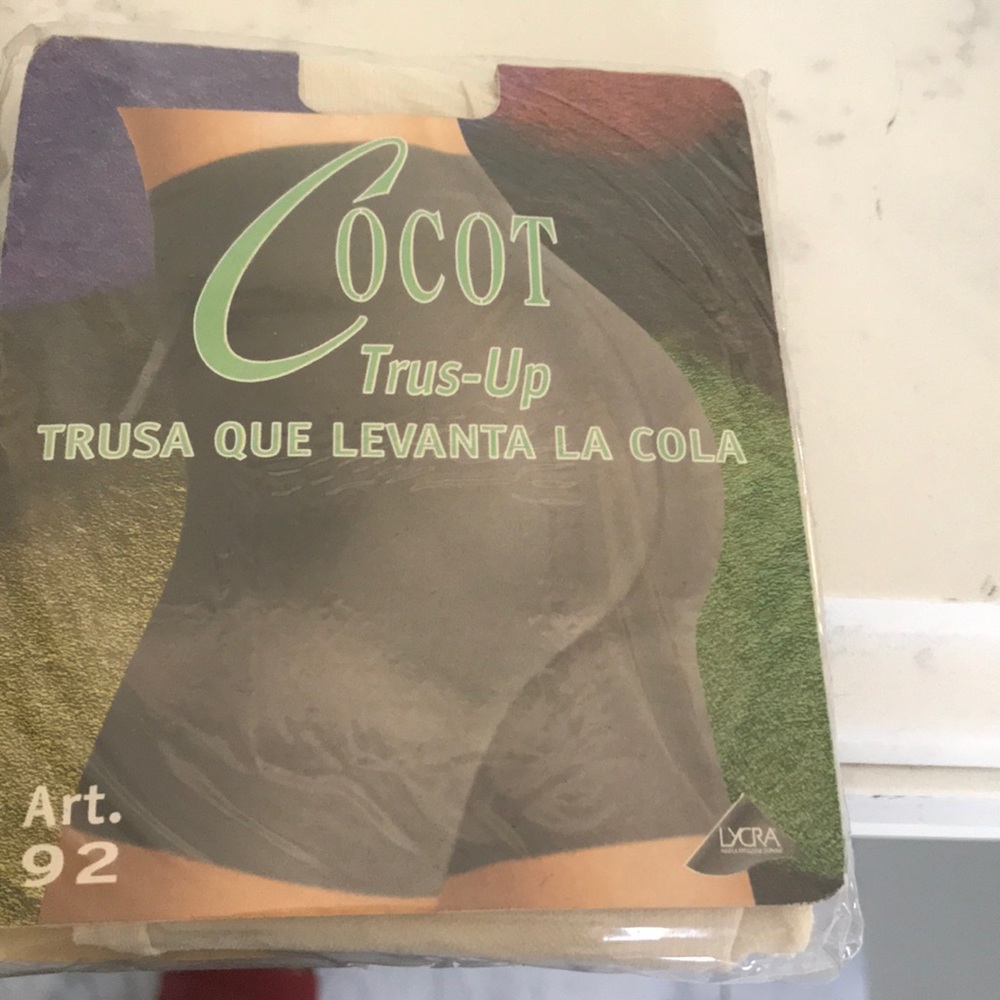 COCOT
Trus-Up
TRUSA QUE LEVANTA LA COLA
Art.
92
LYCRA